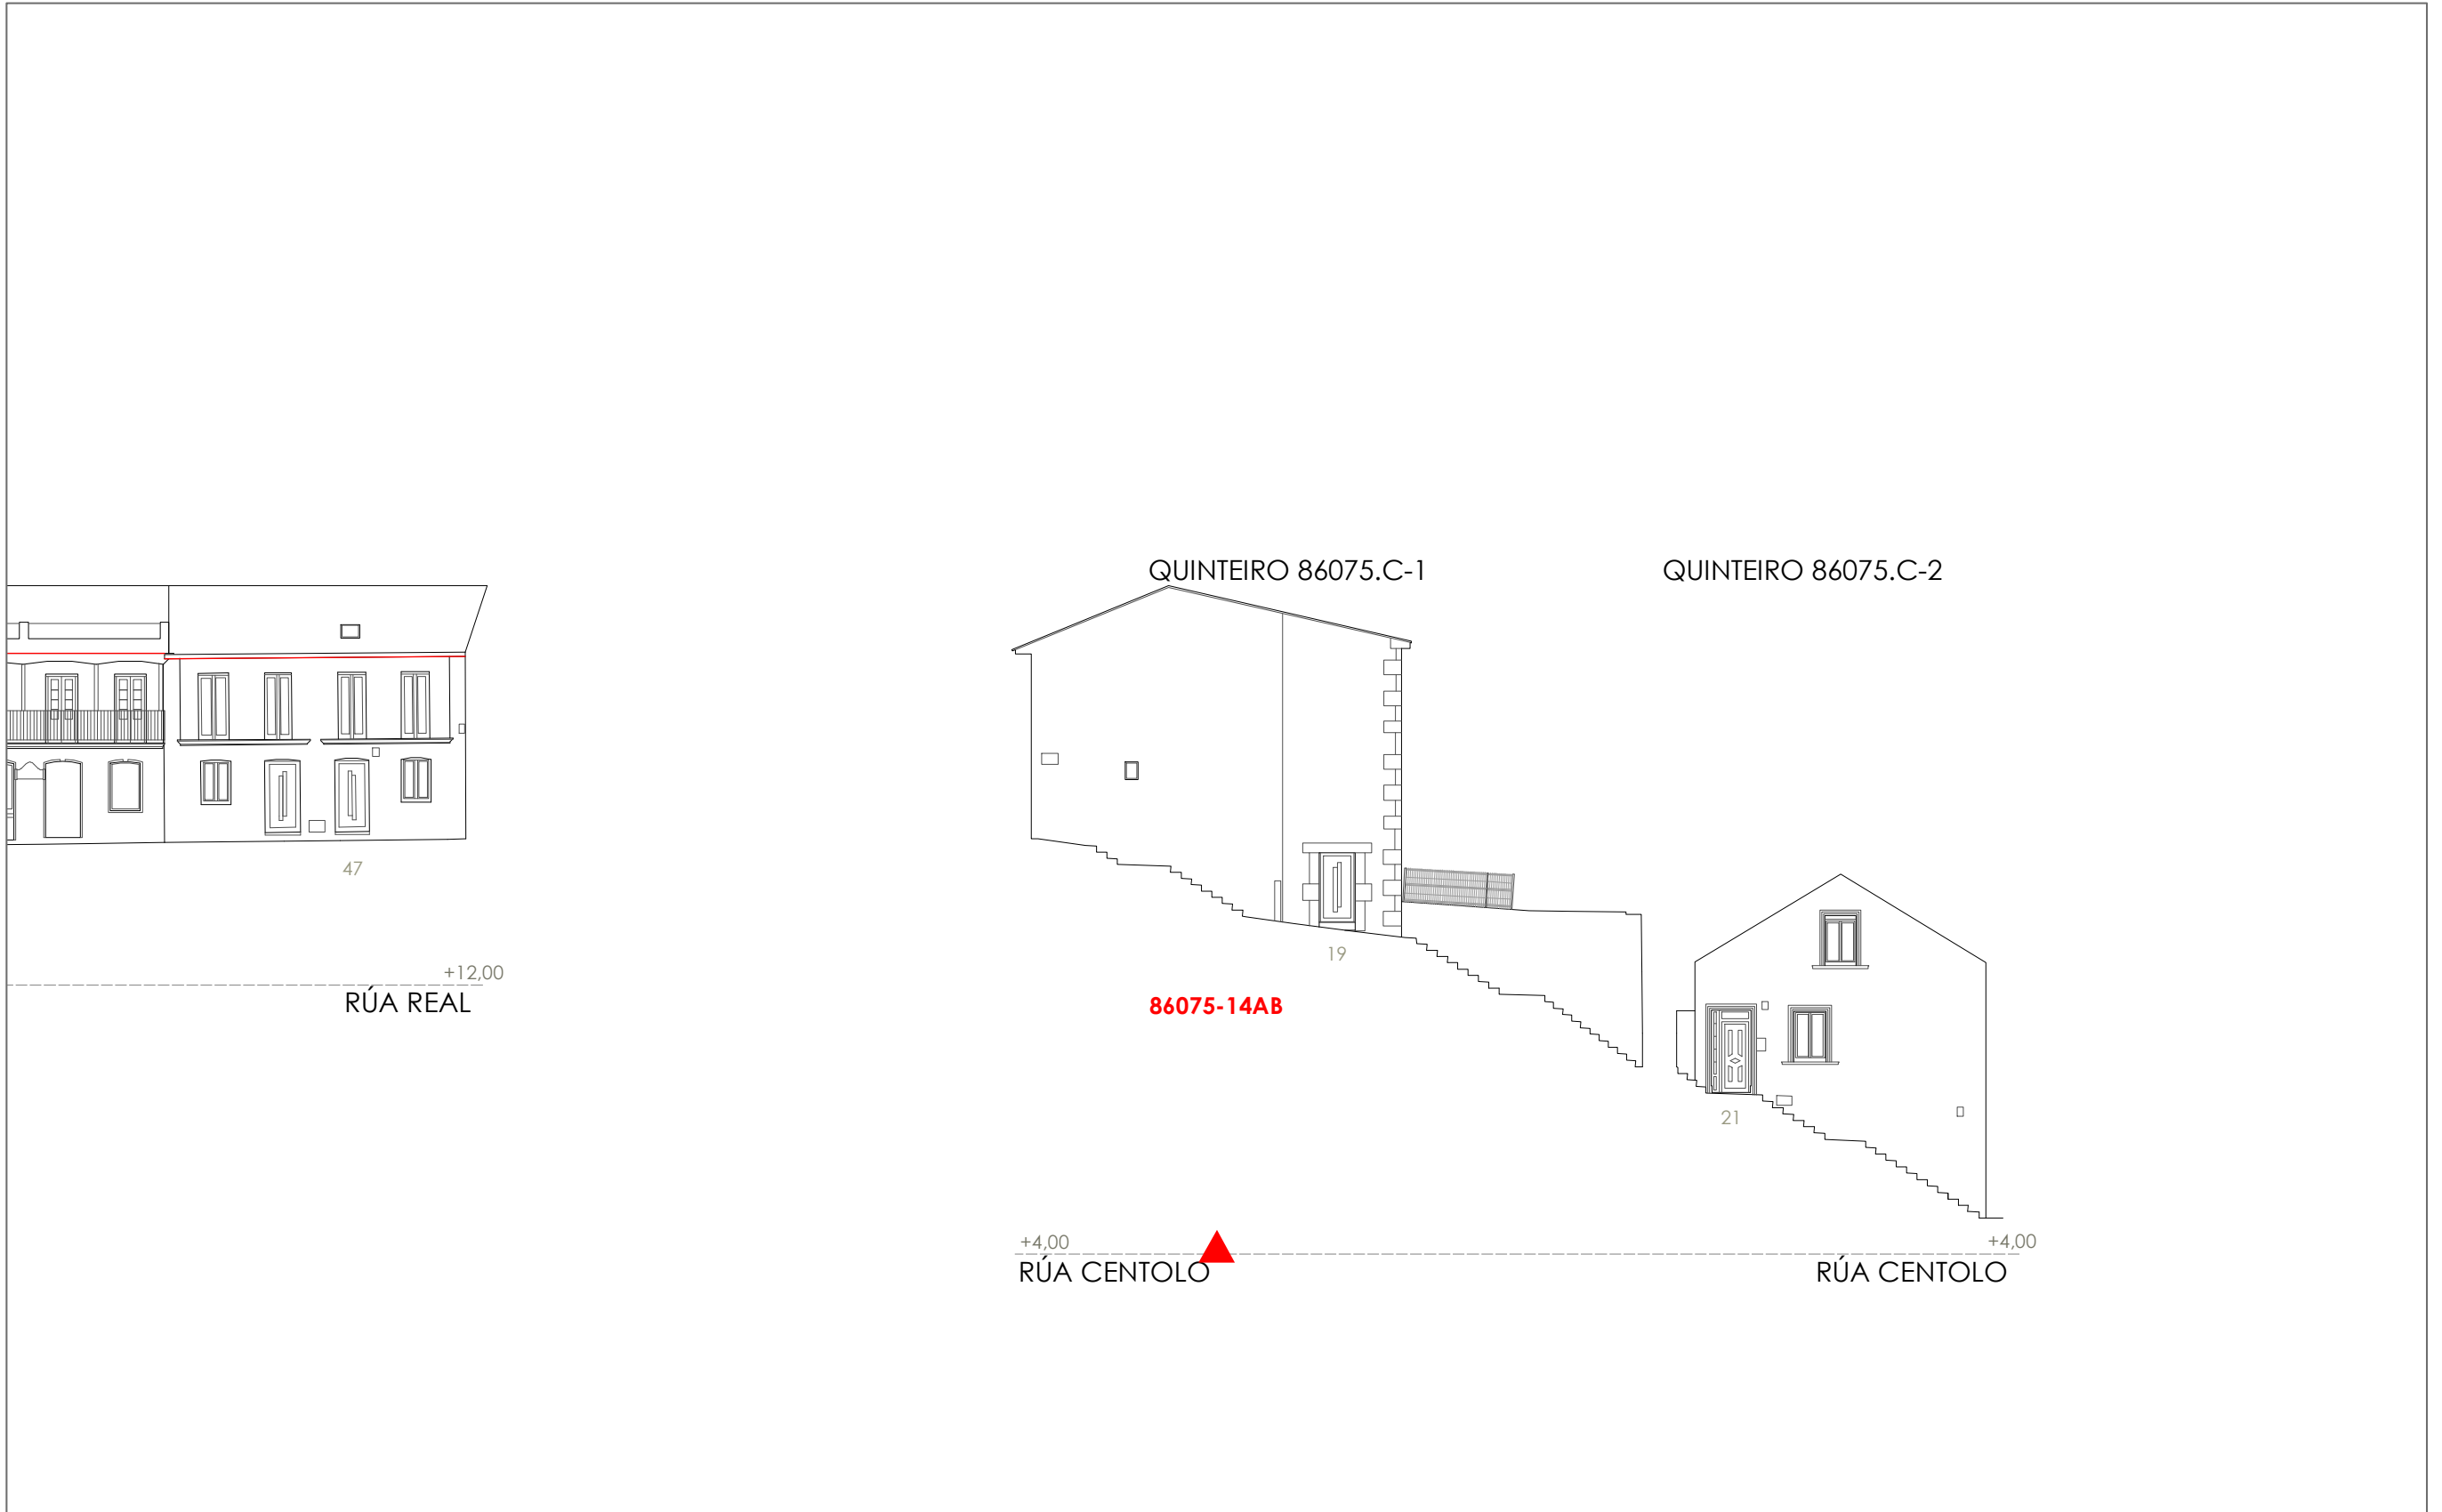 QUINTEIRO 86075.C-1
QUINTEIRO 86075.C-2
47
19
+12,00
RÚA REAL
86075-14AB
21
+4,00
+4,00
RÚA CENTOLO
RÚA CENTOLO